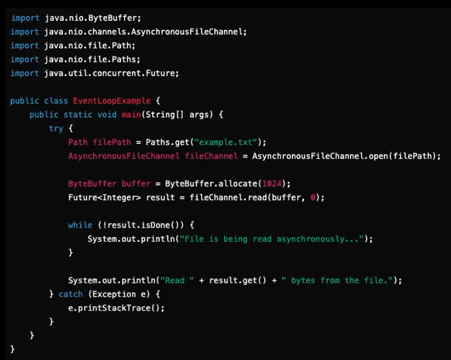 import java.nio.ByteBuffer;
import java.nio.channels.AsynchronousFileChannel;
import java.nio.file.Path;
import java.nio.file.Paths;
import java.util.concurrent.Future;

public class EventLoopExample {
    public static void main(String[] args) {
        try {
            Path filePath = Paths.get("example.txt");
            AsynchronousFileChannel fileChannel = AsynchronousFileChannel.open(filePath);

            ByteBuffer buffer = ByteBuffer.allocate(1024);
            Future<Integer> result = fileChannel.read(buffer, 0);

            while (!result.isDone()) {
                System.out.println("File is being read asynchronously...");
            }

            System.out.println("Read " + result.get() + " bytes from the file.");
        } catch (Exception e) {
            e.printStackTrace();
        }
    }
}